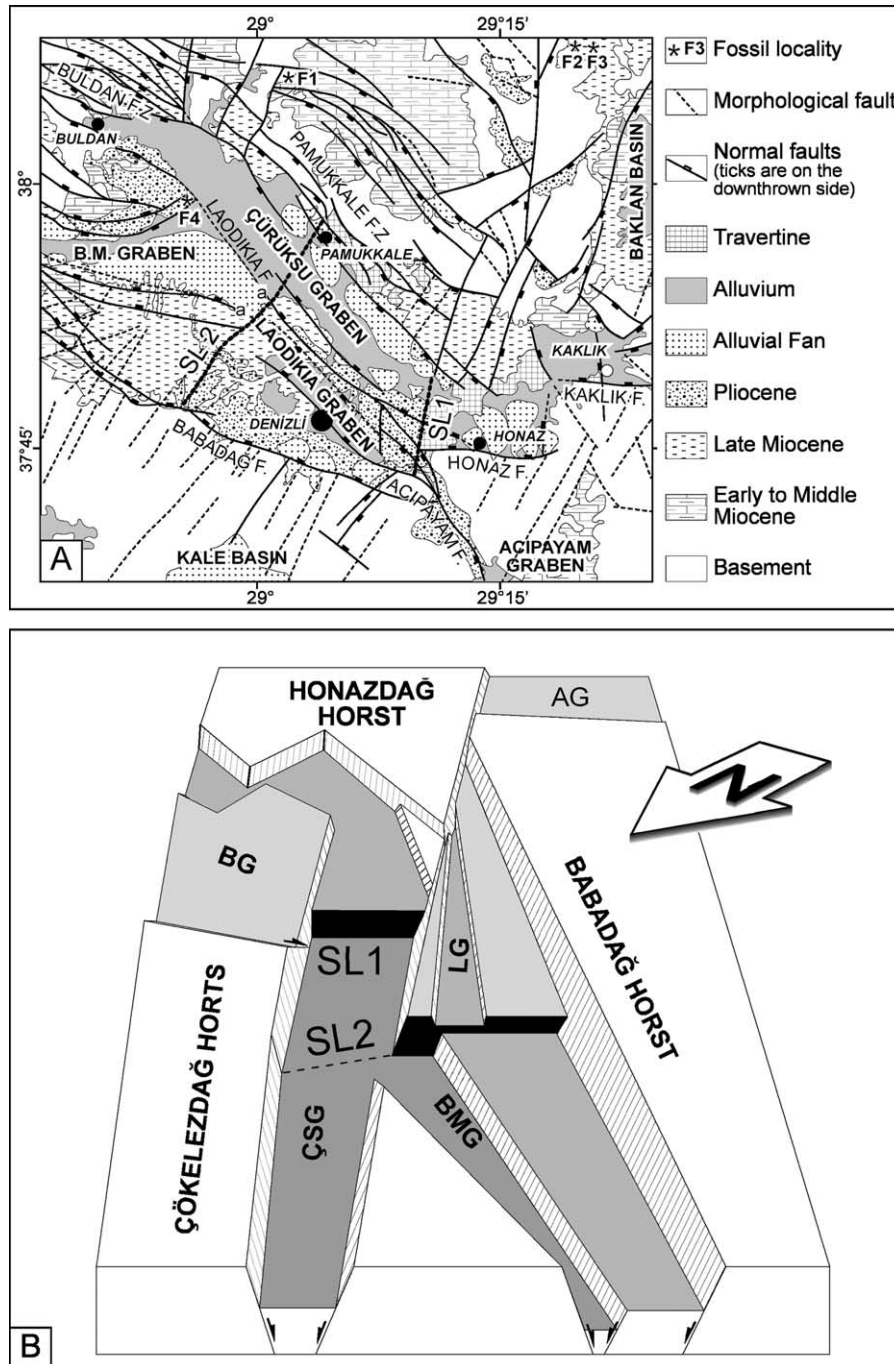 29°
29°15'
38°
37°45'
F1
F2 F3
BULDAN F.Z.
BULDAN
PAMUKKALE F.Z.
BAKLAN BASIN
F4
LAODIKIA F.
ÇÜRÜKSU GRABEN
PAMUKKALE
B.M. GRABEN
a
a
SL-2
LAODIKIA GRABEN
SL-1
KAKLIK
KAKLIK F.
DENİZLİ
HONAZ
HONAZ F.
BABADAĞ F.
ACIPAYAM F.
KALE BASIN
ACIPAYAM
GRABEN
A
29°
29°15'
F3 Fossil locality
Morphological fault
Normal faults
(ticks are on the
downthrown side)
Travertine
Alluvium
Alluvial Fan
Pliocene
Late Miocene
Early to Middle
Miocene
Basement
HONAZDAĞ
HORST
AG
N
BG
SL1
LG
BABADAĞ HORST
SL2
ÇÖKELEZDAĞ HORTS
ÇSG
BMG
B